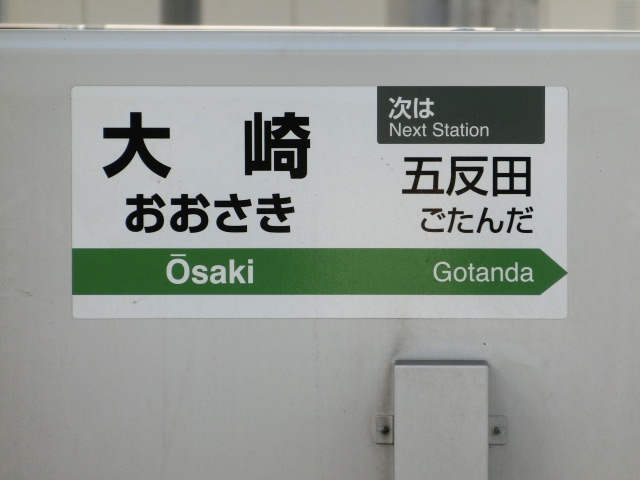 大崎
おおさき
Ōsaki
次は
Next Station
五反田
ごたんだ
Gotanda